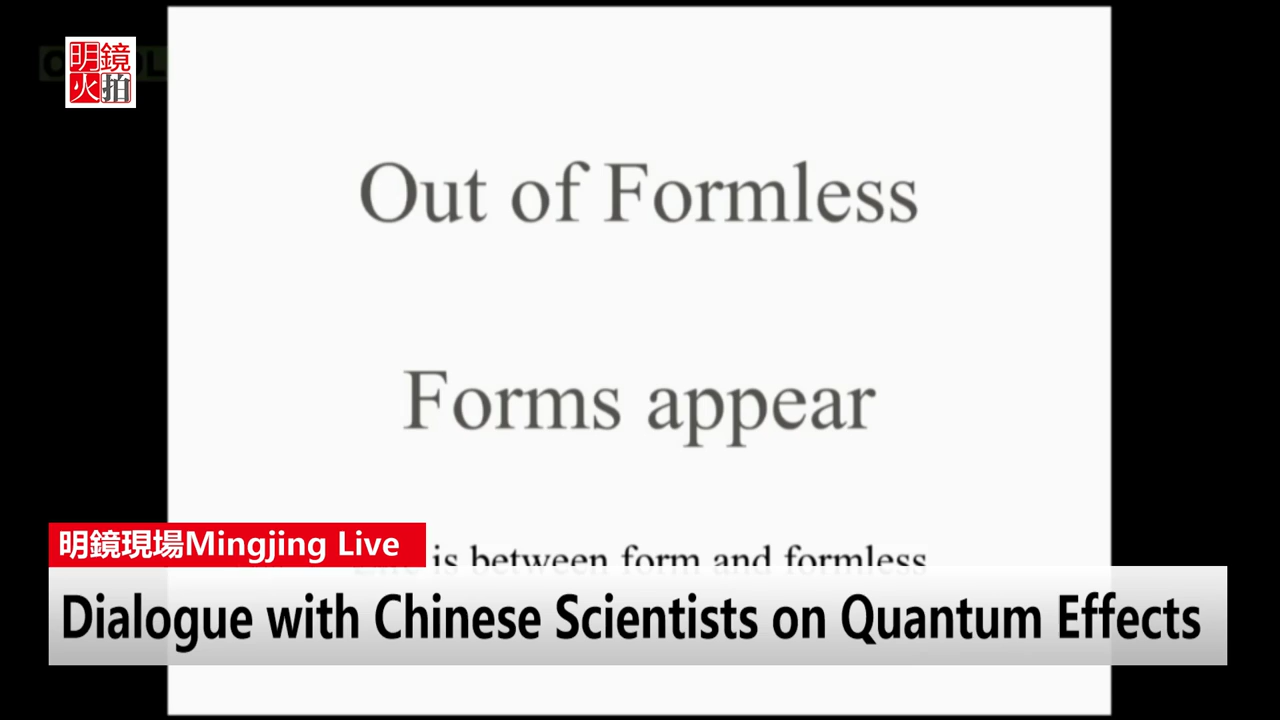 明鏡
火拍
Out of Formless
Forms appear
is between form and formless
明鏡現場Mingjing Live
Dialogue with Chinese Scientists on Quantum Effects